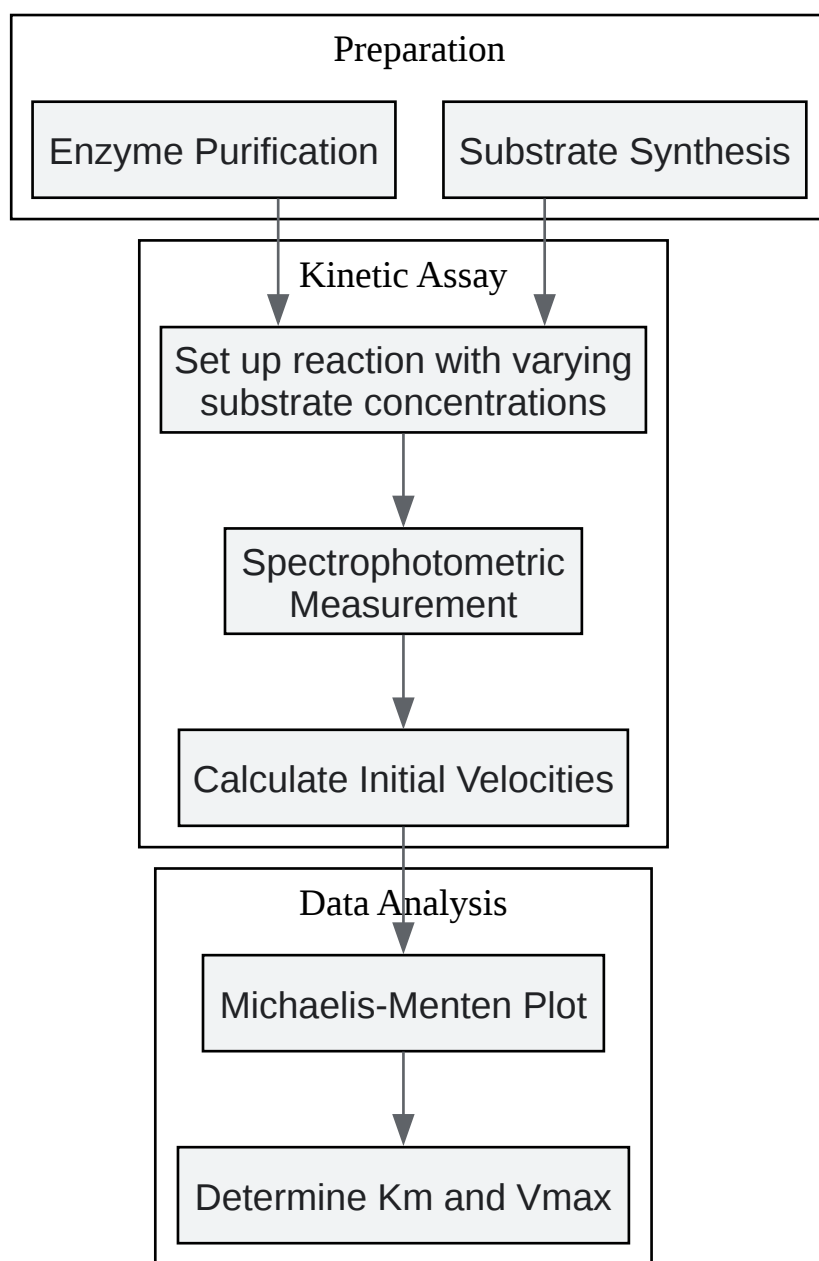 Preparation
Enzyme Purification
Substrate Synthesis
Kinetic Assay
Set up reaction with varying
substrate concentrations
Spectrophotometric
Measurement
Calculate Initial Velocities
Data Analysis
Michaelis-Menten Plot
Determine Km and Vmax